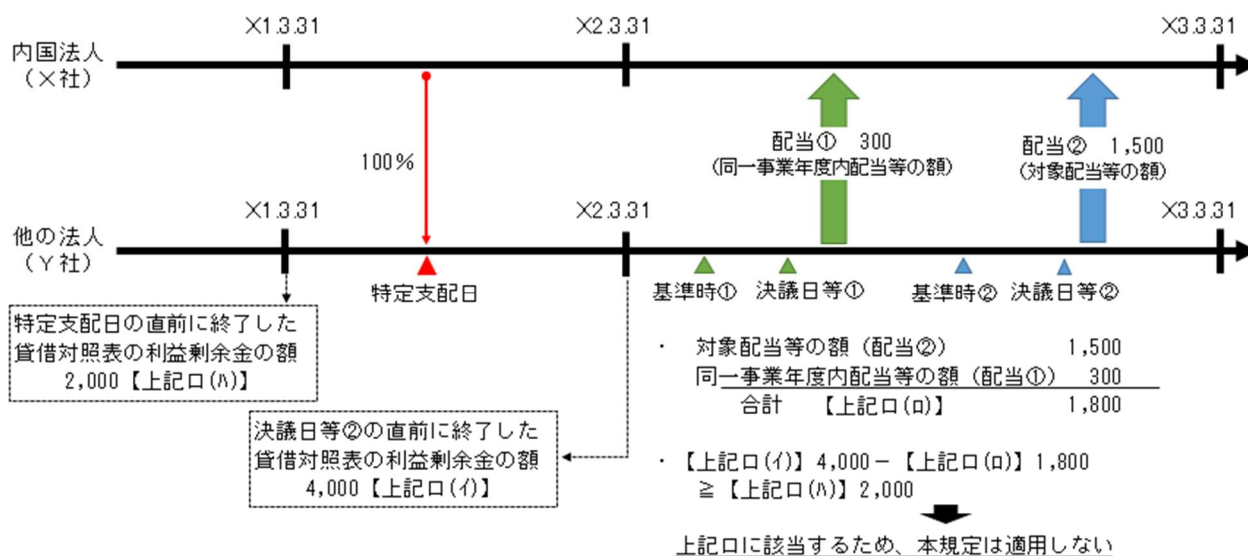 X1.3.31
X2.3.31
X3.3.31
内国法人
(X社)
100%
配当① 300
(同一事業年度内配当等の額)
配当② 1,500
(対象配当等の額)
X1.3.31
X2.3.31
X3.3.31
他の法人
(Y社)
特定支配日
基準時①
決議日等①
基準時②
決議日等②
特定支配日の直前に終了した
貸借対照表の利益剰余金の額
2,000【上記ロ(ハ)】
決議日等②の直前に終了した
貸借対照表の利益剰余金の額
4,000【上記ロ(イ)】
・ 対象配当等の額(配当②) 1,500
同一事業年度内配当等の額(配当①) 300
合計 【上記ロ(ロ)】 1,800
・【上記ロ(イ)】4,000-【上記ロ(ロ)】1,800
≧【上記ロ(ハ)】2,000
上記ロに該当するため、本規定は適用しない